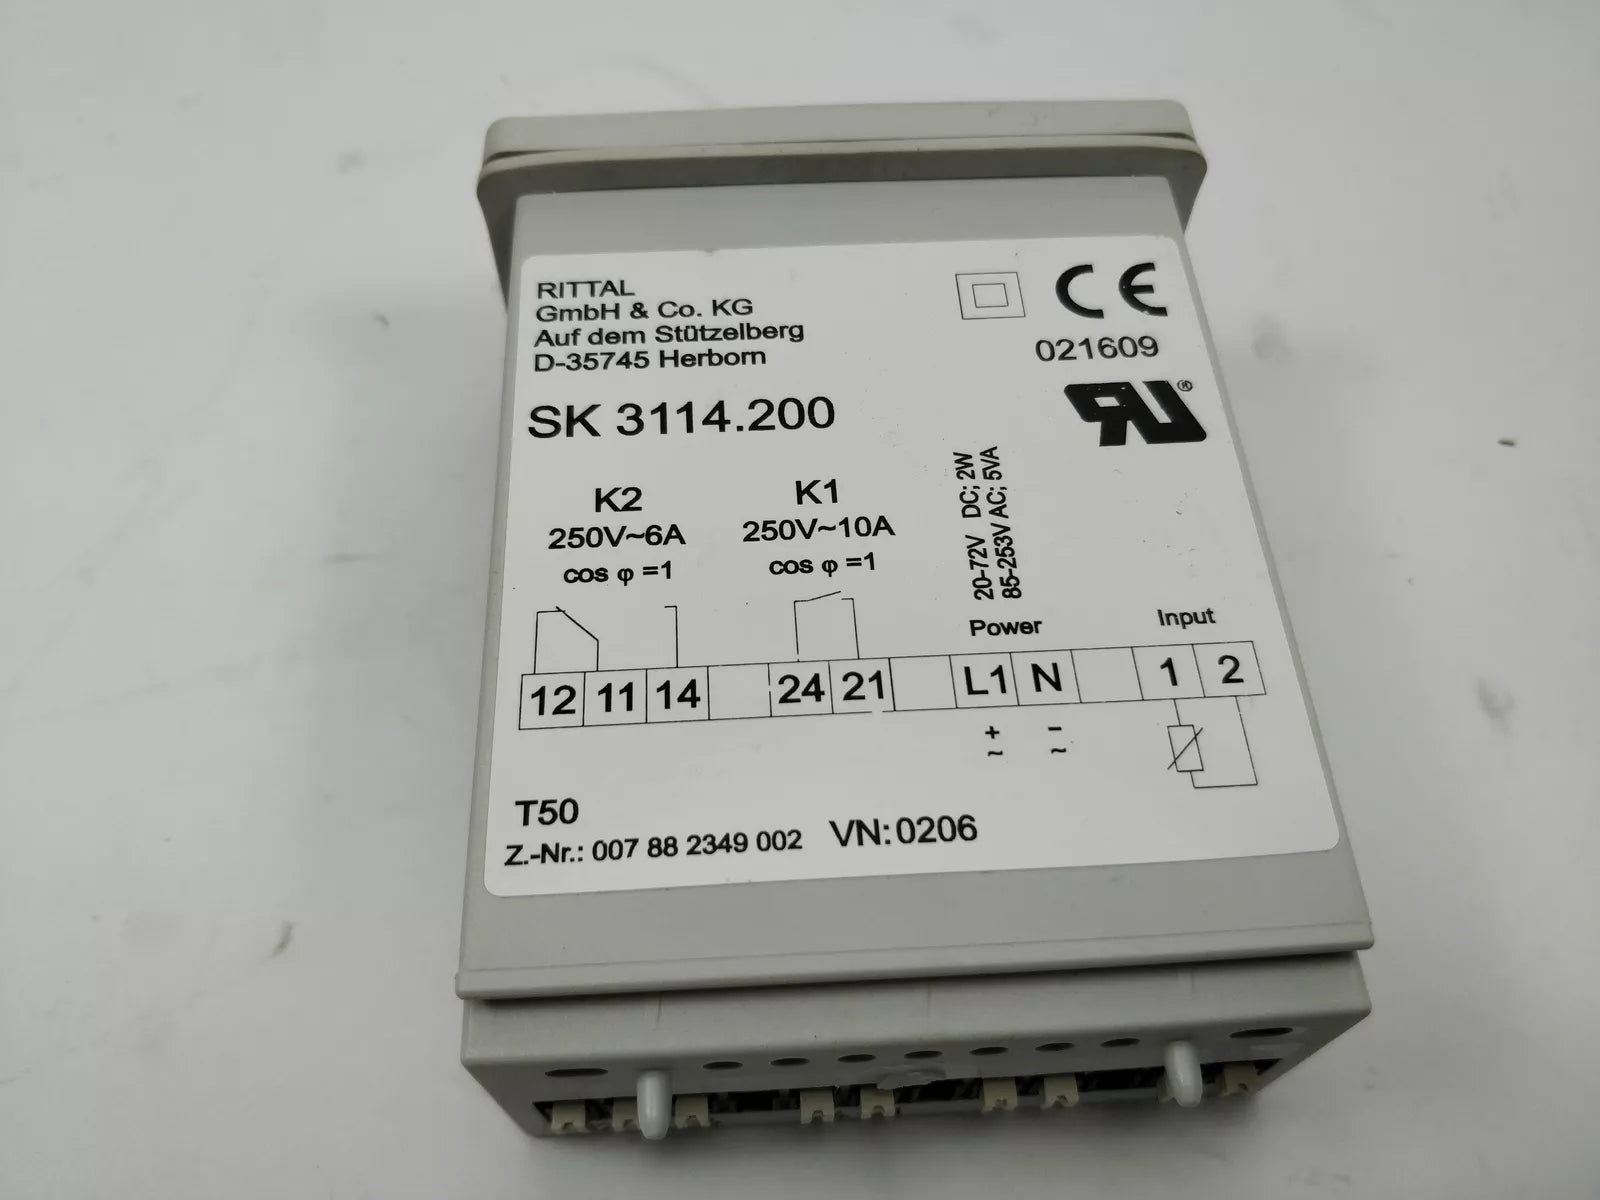 RITTAL
GmbH & Co. KG
Auf dem Stützelberg
D-35745 Herborn
CE
021609
SK 3114.200
RU®
K2
250V~6A
cos φ =1
K1
250V~10A
cos φ =1
20-72V DC; 2W
85-253V AC; 5VA
Power
Input
12 11 14 24 21 L1 N 1 2
+ -
~ ~
T50
Z.-Nr.: 007 88 2349 002 VN: 0206